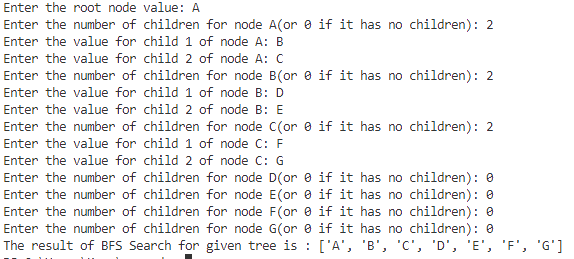 Enter the root node value: A
Enter the number of children for node A(or 0 if it has no children): 2
Enter the value for child 1 of node A: B
Enter the value for child 2 of node A: C
Enter the number of children for node B(or 0 if it has no children): 2
Enter the value for child 1 of node B: D
Enter the value for child 2 of node B: E
Enter the number of children for node C(or 0 if it has no children): 2
Enter the value for child 1 of node C: F
Enter the value for child 2 of node C: G
Enter the number of children for node D(or 0 if it has no children): 0
Enter the number of children for node E(or 0 if it has no children): 0
Enter the number of children for node F(or 0 if it has no children): 0
Enter the number of children for node G(or 0 if it has no children): 0
The result of BFS Search for given tree is : ['A', 'B', 'C', 'D', 'E', 'F', 'G']